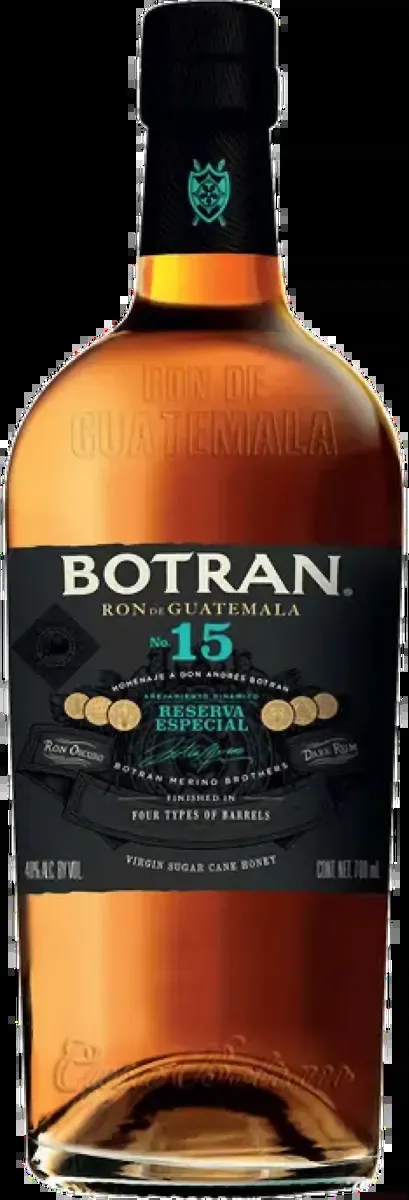 RON DE
GUATEMALA
BOTRAN®
RON DE GUATEMALA
No. 15
HOMENAJE A DON ANDRÉS BOTRAN
AÑEJAMIENTO DINÁMICO
RESERVA
ESPECIAL
RON OSCURO
DARK RUM
BOTRAN MERINO BROTHERS
FINISHED IN
FOUR TYPES OF BARRELS
VIRGIN SUGAR CANE HONEY
40% ALC. BY VOL.
CONT. NET. 700 ml